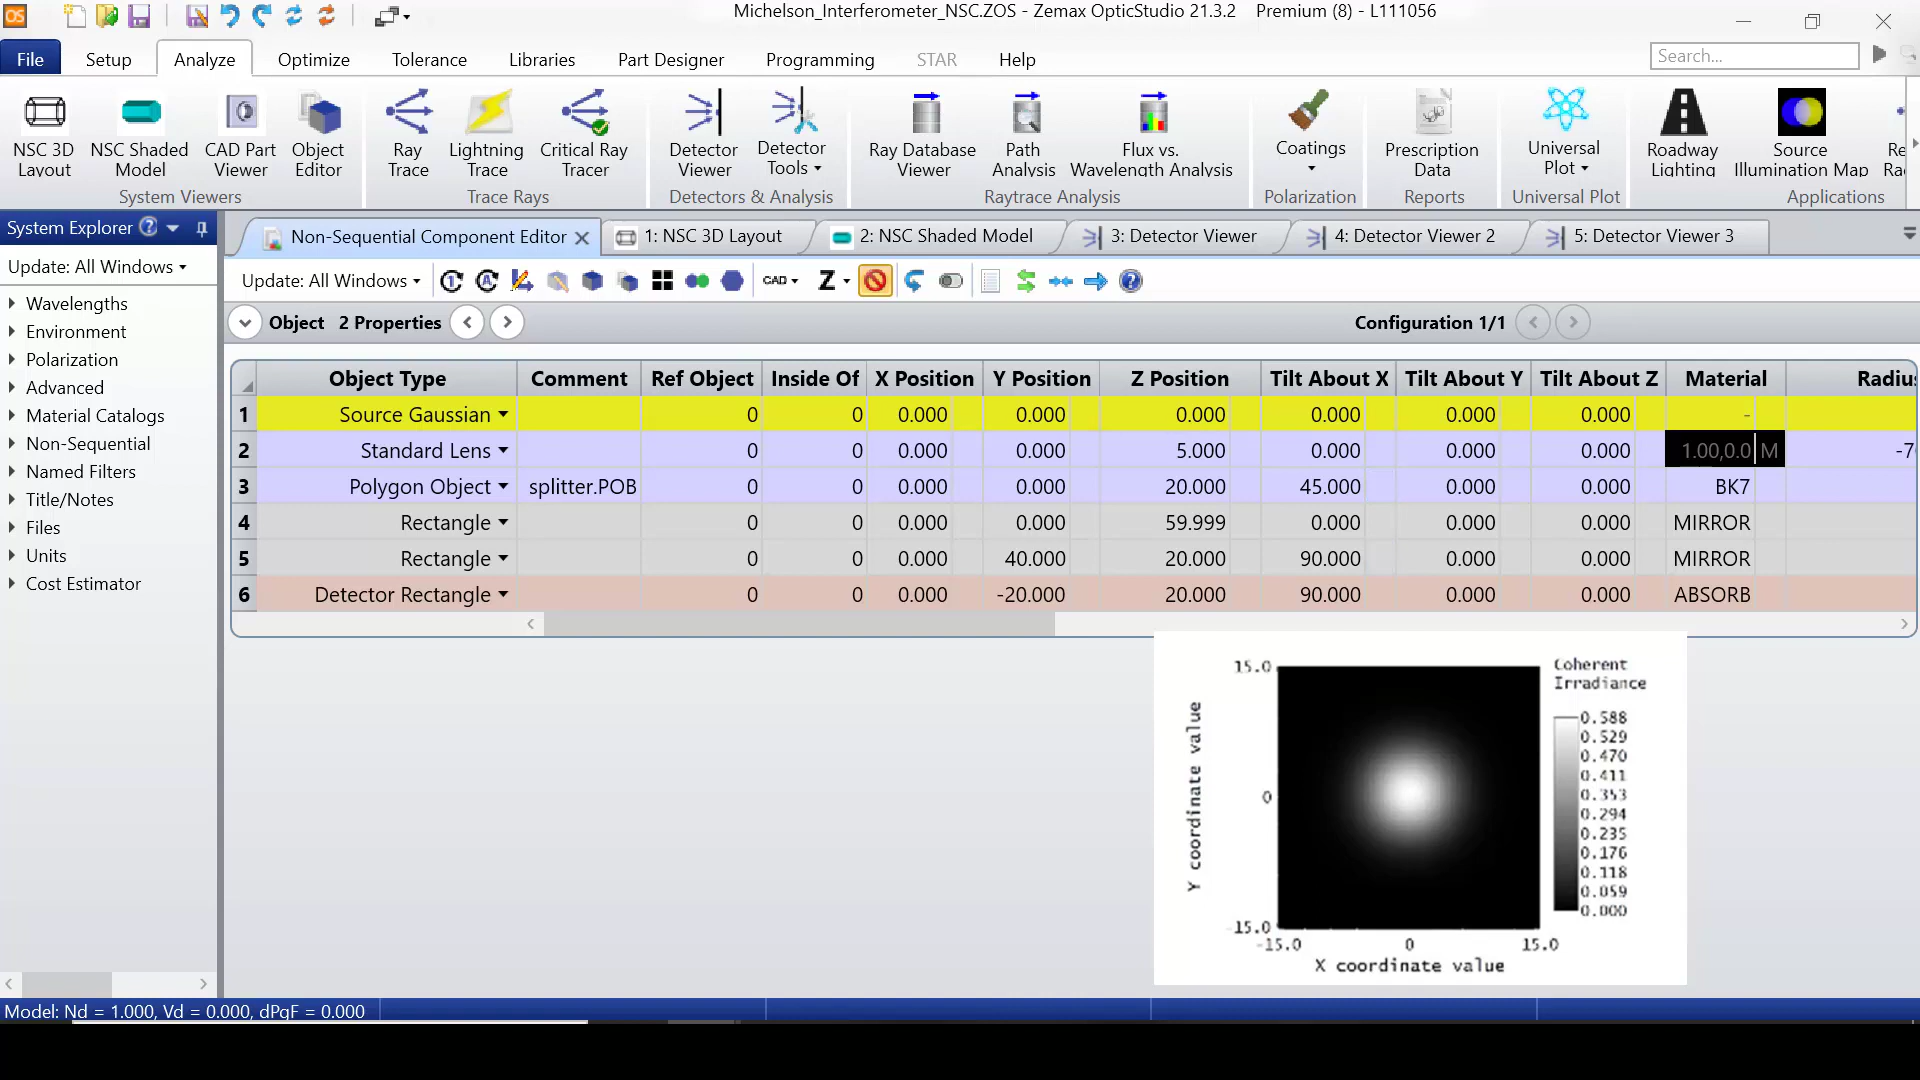 OS
Michelson_Interferometer_NSC.ZOS - Zemax OpticStudio 21.3.2 Premium (8) - L111056
File Setup Analyze Optimize Tolerance Libraries Part Designer Programming STAR Help Search...
NSC 3D Layout
NSC Shaded Model
CAD Part Viewer
Object Editor
System Viewers
Ray Trace
Lightning Trace
Critical Ray Tracer
Trace Rays
Detector Viewer
Detector Tools
Detectors & Analysis
Ray Database Viewer
Path Analysis
Flux vs. Wavelength Analysis
Raytrace Analysis
Coatings
Polarization
Prescription Data
Reports
Universal Plot
Universal Plot
Roadway Lighting
Source Illumination Map
Applications
System Explorer
Non-Sequential Component Editor 1: NSC 3D Layout 2: NSC Shaded Model 3: Detector Viewer 4: Detector Viewer 2 5: Detector Viewer 3
Update: All Windows
Wavelengths
Environment
Polarization
Advanced
Material Catalogs
Non-Sequential
Named Filters
Title/Notes
Files
Units
Cost Estimator
Update: All Windows CAD Z
Object 2 Properties Configuration 1/1
Object Type Comment Ref Object Inside Of X Position Y Position Z Position Tilt About X Tilt About Y Tilt About Z Material Radius
1 Source Gaussian 0 0 0.000 0.000 0.000 0.000 0.000 0.000 -
2 Standard Lens 0 0 0.000 0.000 5.000 0.000 0.000 0.000 1.00,0.0 M -7
3 Polygon Object splitter.POB 0 0 0.000 0.000 20.000 45.000 0.000 0.000 BK7
4 Rectangle 0 0 0.000 0.000 59.999 0.000 0.000 0.000 MIRROR
5 Rectangle 0 0 0.000 40.000 20.000 90.000 0.000 0.000 MIRROR
6 Detector Rectangle 0 0 0.000 -20.000 20.000 90.000 0.000 0.000 ABSORB
15.0
0
-15.0
Y coordinate value
-15.0 0 15.0
X coordinate value
Coherent
Irradiance
0.588
0.529
0.470
0.411
0.353
0.294
0.235
0.176
0.118
0.059
0.000
Model: Nd = 1.000, Vd = 0.000, dPgF = 0.000